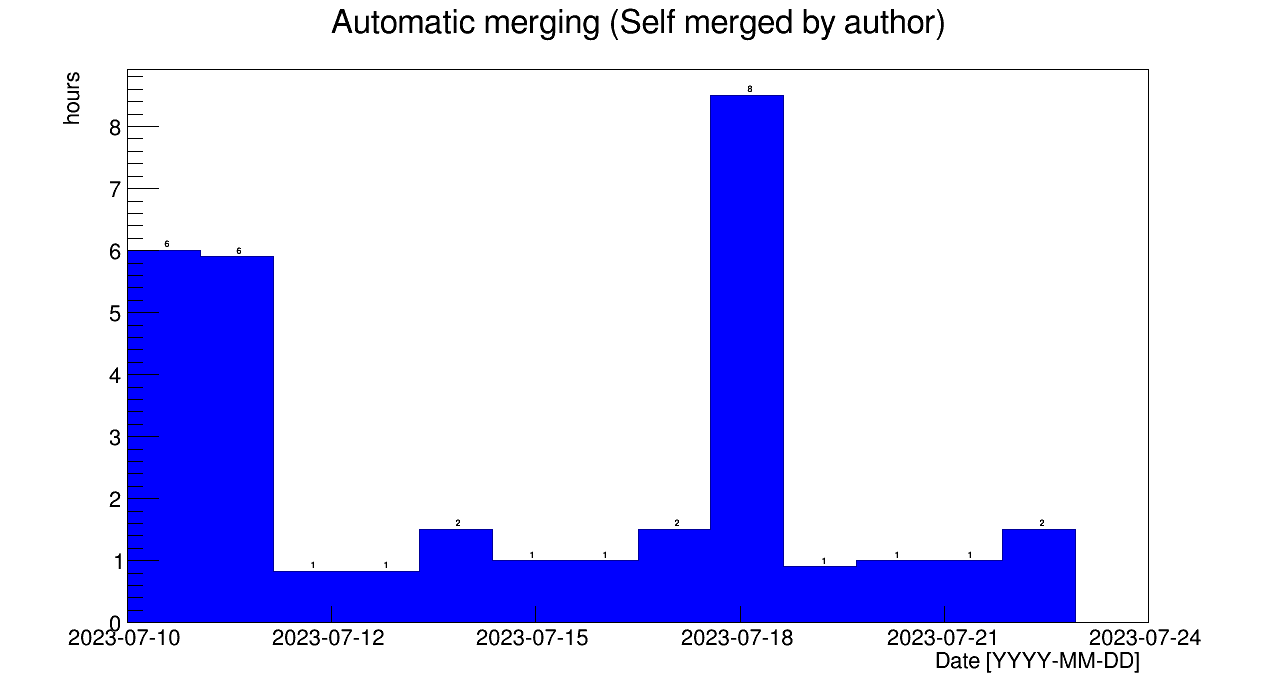 Automatic merging (Self merged by author)
hours
8
7
6
5
4
3
2
1
0
6 6 1 1 2 1 1 2 8 1 1 1 2
2023-07-10 2023-07-12 2023-07-15 2023-07-18 2023-07-21 2023-07-24
Date [YYYY-MM-DD]